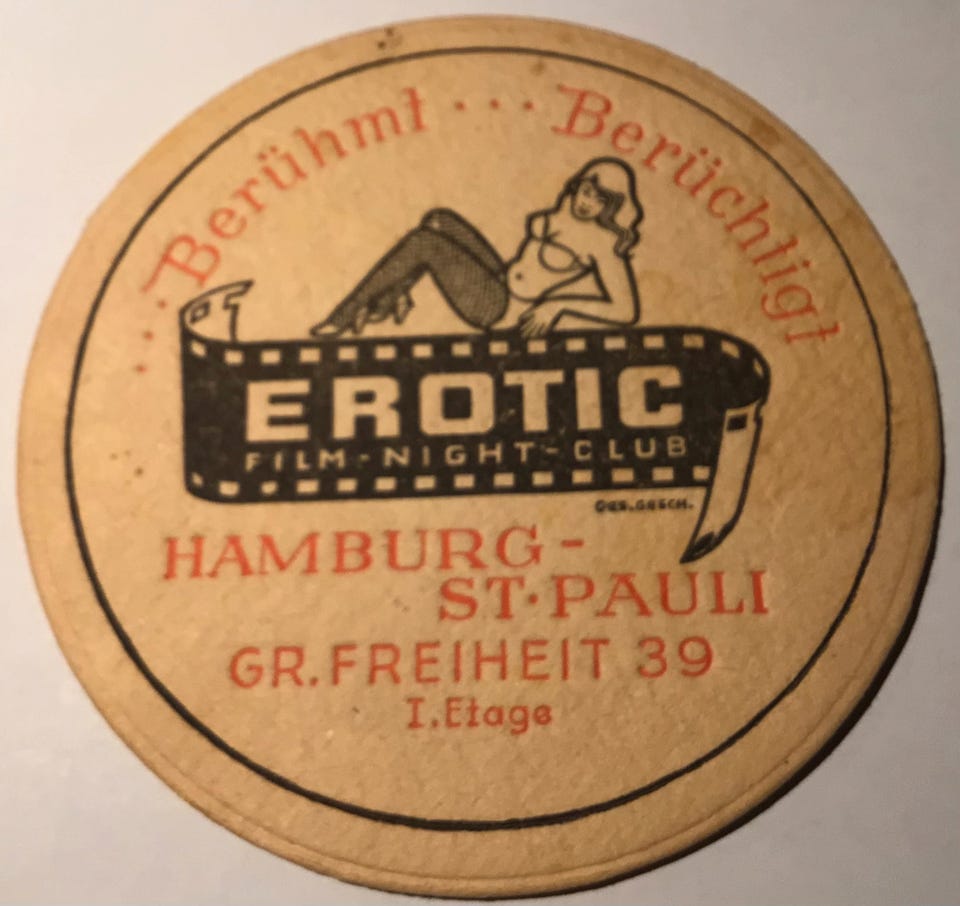 ...Berühmt ... Berüchtigt
EROTIC
FILM-NIGHT-CLUB
GES.GESCH.
HAMBURG-
ST·PAULI
GR.FREIHEIT 39
I.Etage